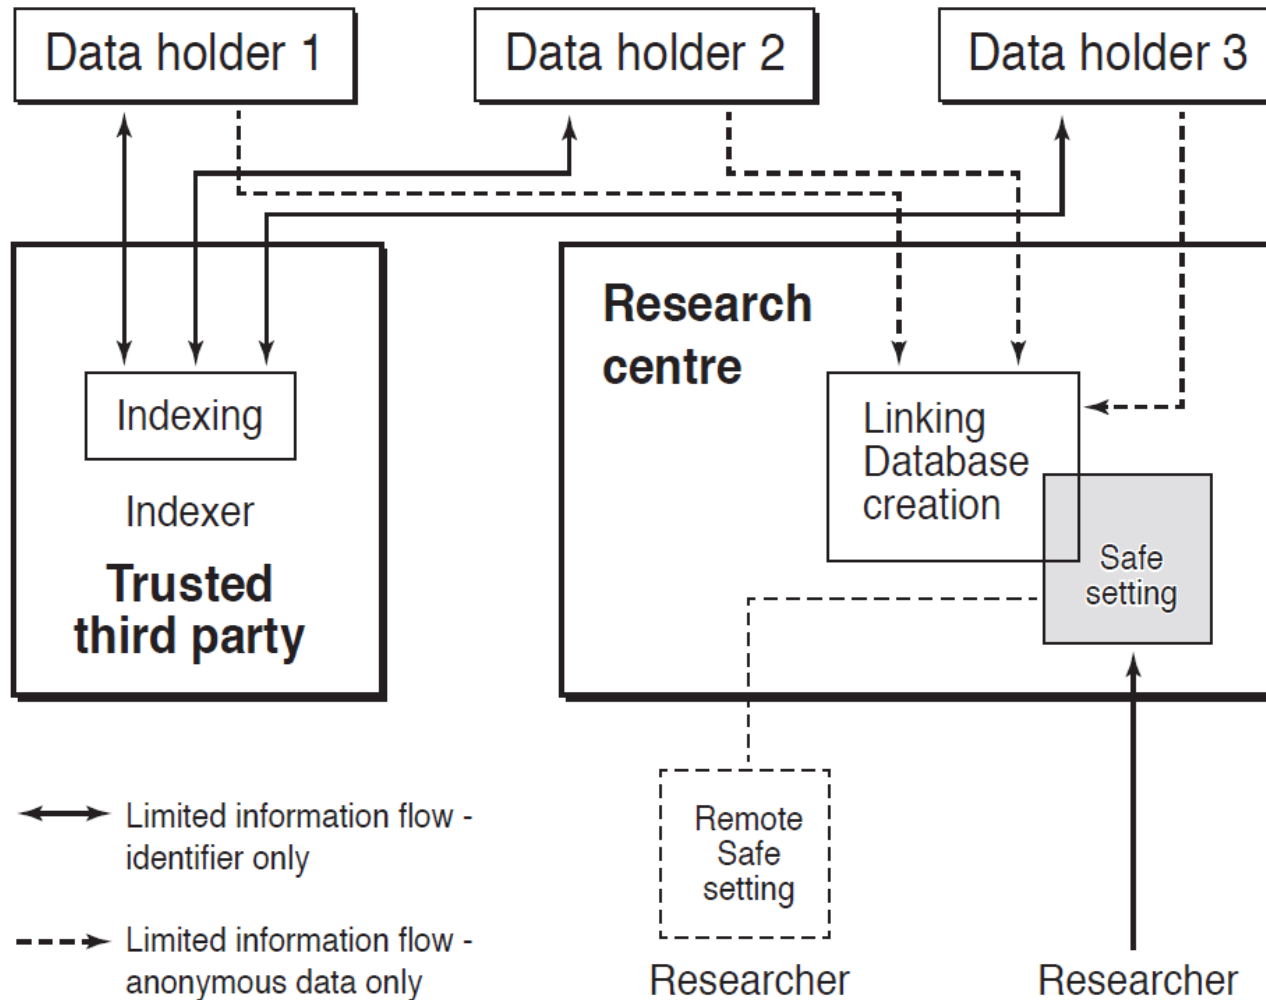 Data holder 1
Data holder 2
Data holder 3
Research
centre
Indexing
Linking
Database
creation
Indexer
Safe
setting
Trusted
third party
Limited information flow -
identifier only
Remote
Safe
setting
Limited information flow -
anonymous data only
Researcher
Researcher